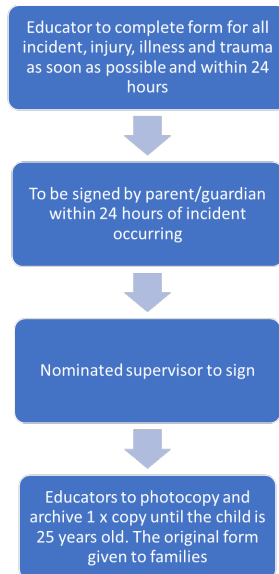 Educator to complete form for all
incident, injury, illness and trauma
as soon as possible and within 24
hours
To be signed by parent/guardian
within 24 hours of incident
occurring
Nominated supervisor to sign
Educators to photocopy and
archive 1 x copy until the child is
25 years old. The original form
given to families